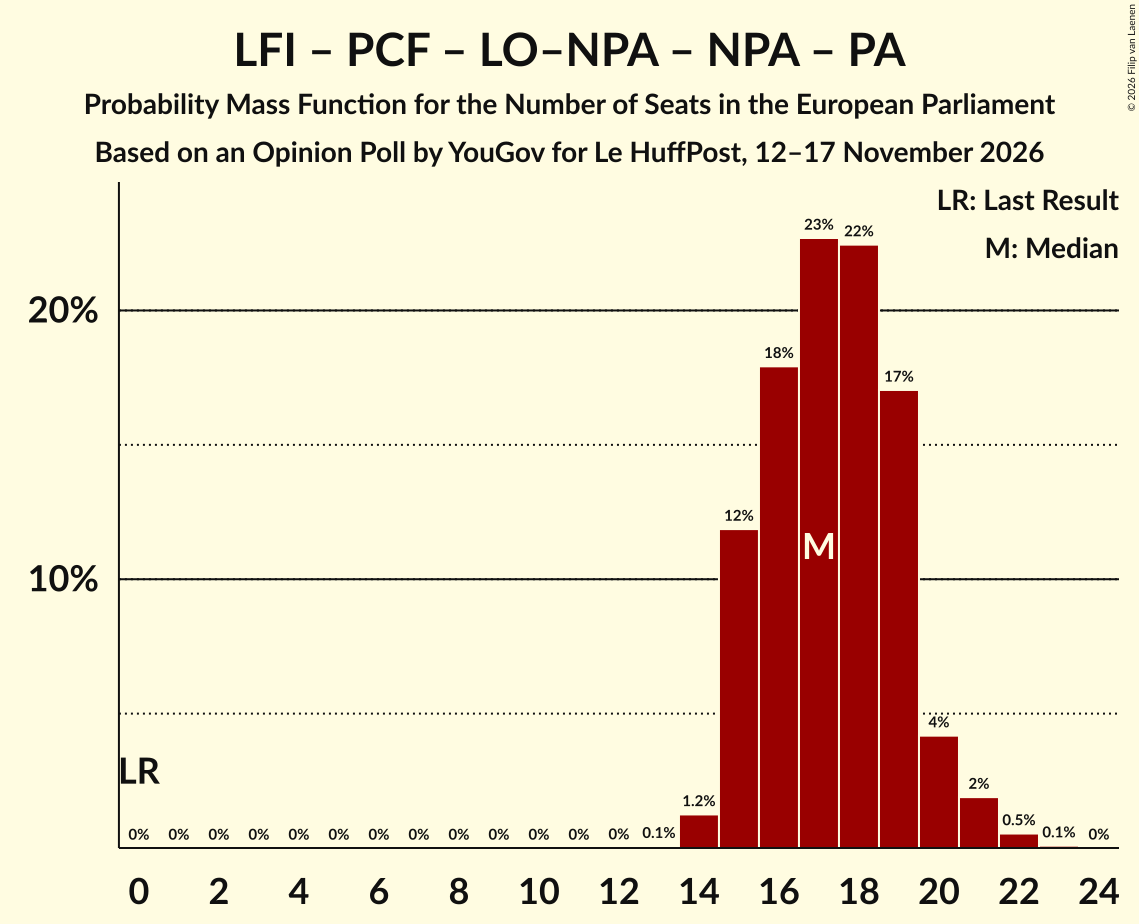 LFI – PCF – LO–NPA – NPA – PA
Probability Mass Function for the Number of Seats in the European Parliament
Based on an Opinion Poll by YouGov for Le HuffPost, 12–17 November 2026
© 2026 Filip van Laenen
LR: Last Result
M: Median
20%
10%
23%
22%
18%
17%
12%
M
4%
2%
1.2%
0.5%
LR
0% 0% 0% 0% 0% 0% 0% 0% 0% 0% 0% 0% 0% 0.1% 0.1% 0%
0 2 4 6 8 10 12 14 16 18 20 22 24